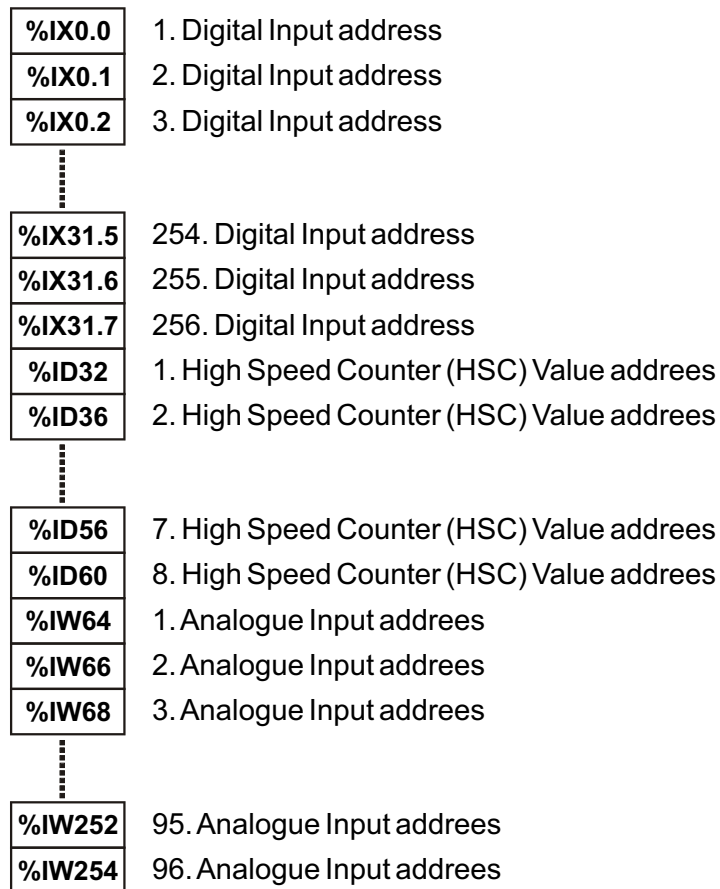 %IX0.0 1. Digital Input address
%IX0.1 2. Digital Input address
%IX0.2 3. Digital Input address
%IX31.5 254. Digital Input address
%IX31.6 255. Digital Input address
%IX31.7 256. Digital Input address
%ID32 1. High Speed Counter (HSC) Value addrees
%ID36 2. High Speed Counter (HSC) Value addrees
%ID56 7. High Speed Counter (HSC) Value addrees
%ID60 8. High Speed Counter (HSC) Value addrees
%IW64 1. Analogue Input addrees
%IW66 2. Analogue Input addrees
%IW68 3. Analogue Input addrees
%IW252 95. Analogue Input addrees
%IW254 96. Analogue Input addrees